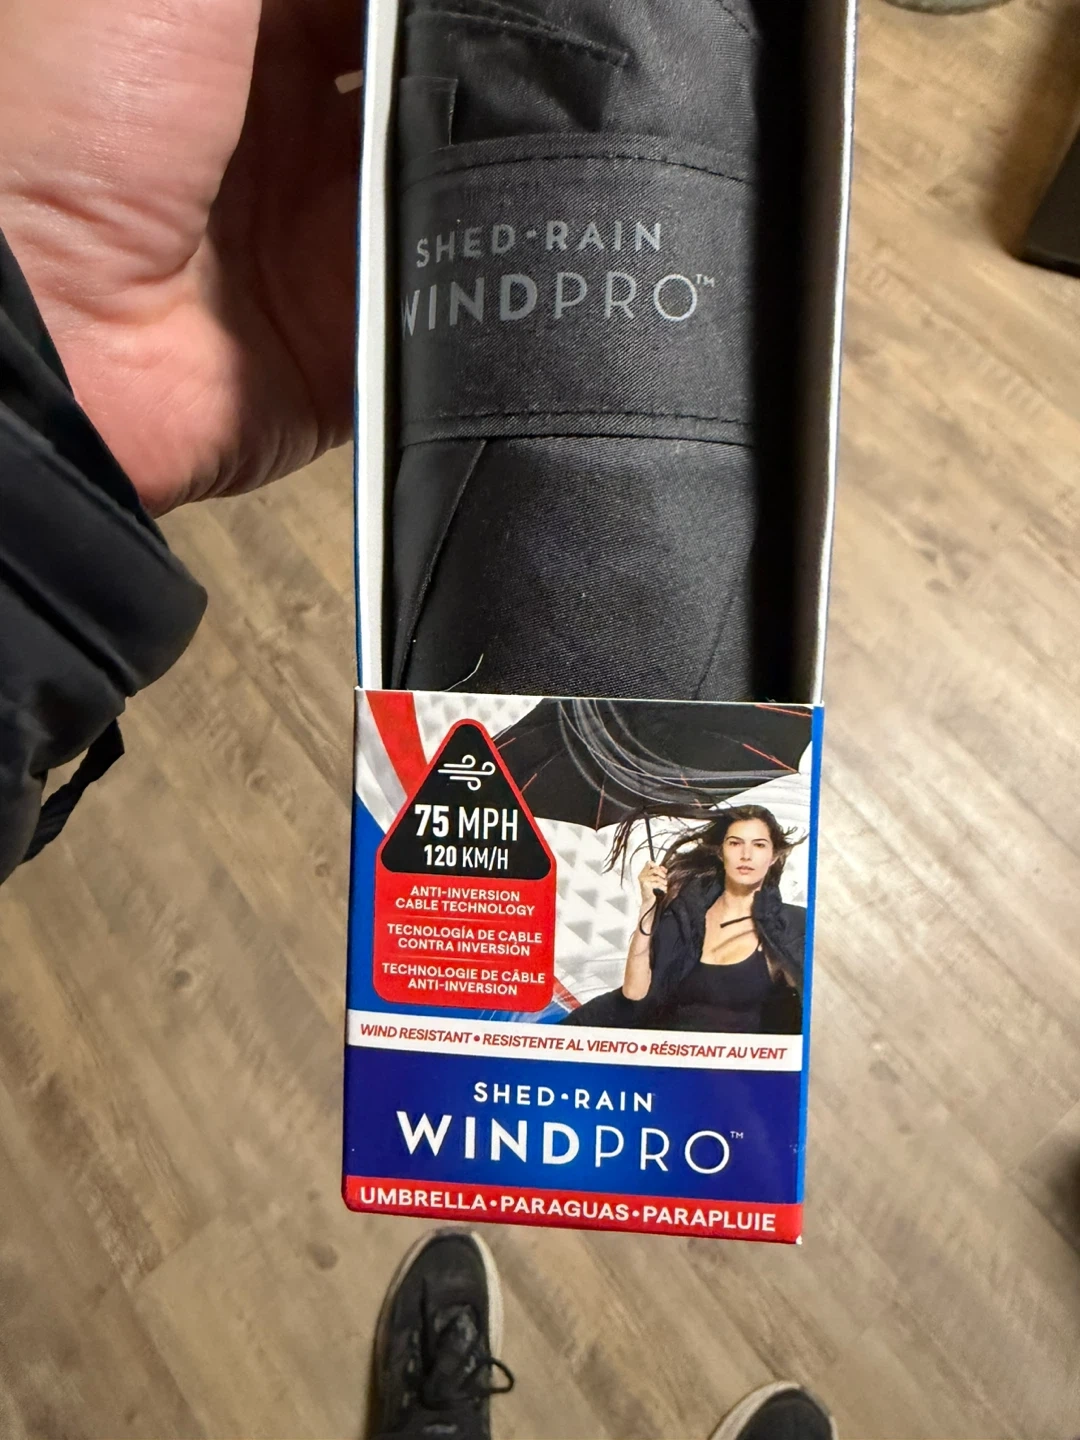 SHED-RAIN
WINDPRO™
75 MPH
120 KM/H
ANTI-INVERSION
CABLE TECHNOLOGY
TECNOLOGÍA DE CABLE
CONTRA INVERSIÓN
TECHNOLOGIE DE CÂBLE
ANTI-INVERSION
WIND RESISTANT • RESISTENTE AL VIENTO • RÉSISTANT AU VENT
SHED•RAIN
WINDPRO™
UMBRELLA•PARAGUAS•PARAPLUIE